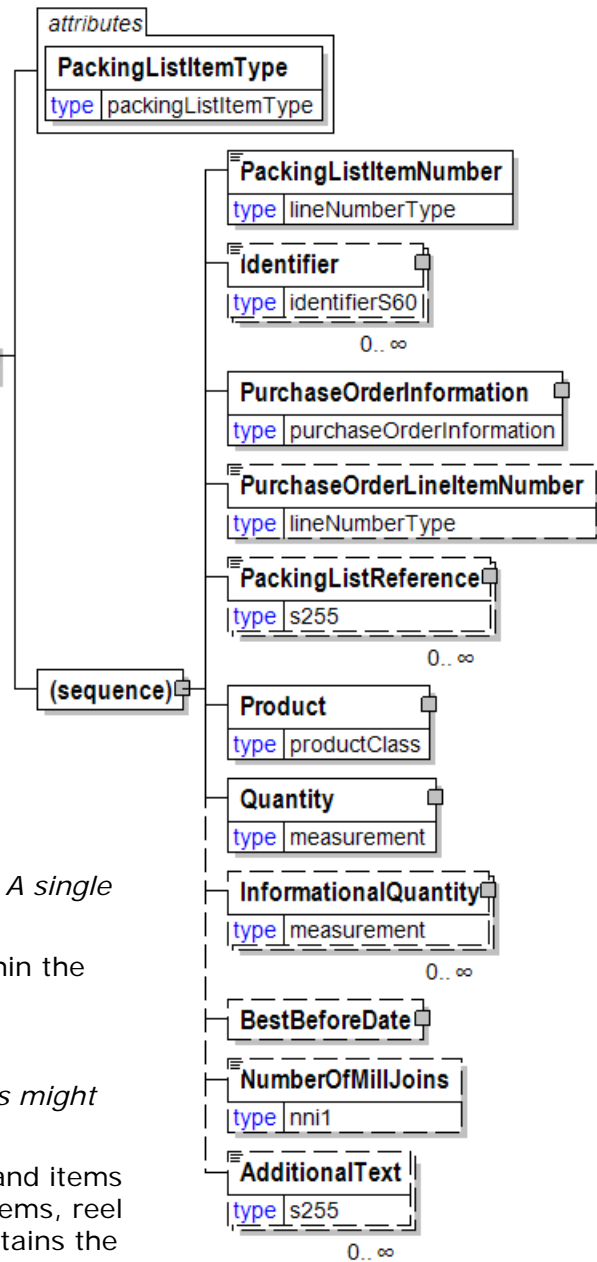 attributes
PackingListItemType
type packingListItemType
PackingListItemNumber
type lineNumberType
Identifier
type identifierS60
0.. ∞
PurchaseOrderInformation
type purchaseOrderInformation
PurchaseOrderLineItemNumber
type lineNumberType
PackingListReference
type s255
0.. ∞
(sequence)
Product
type productClass
Quantity
type measurement
InformationalQuantity
type measurement
0.. ∞
BestBeforeDate
NumberOfMillJoins
type nni1
AdditionalText
type s255
0.. ∞
A single
hin the
s might
and items
ems, reel
tains the